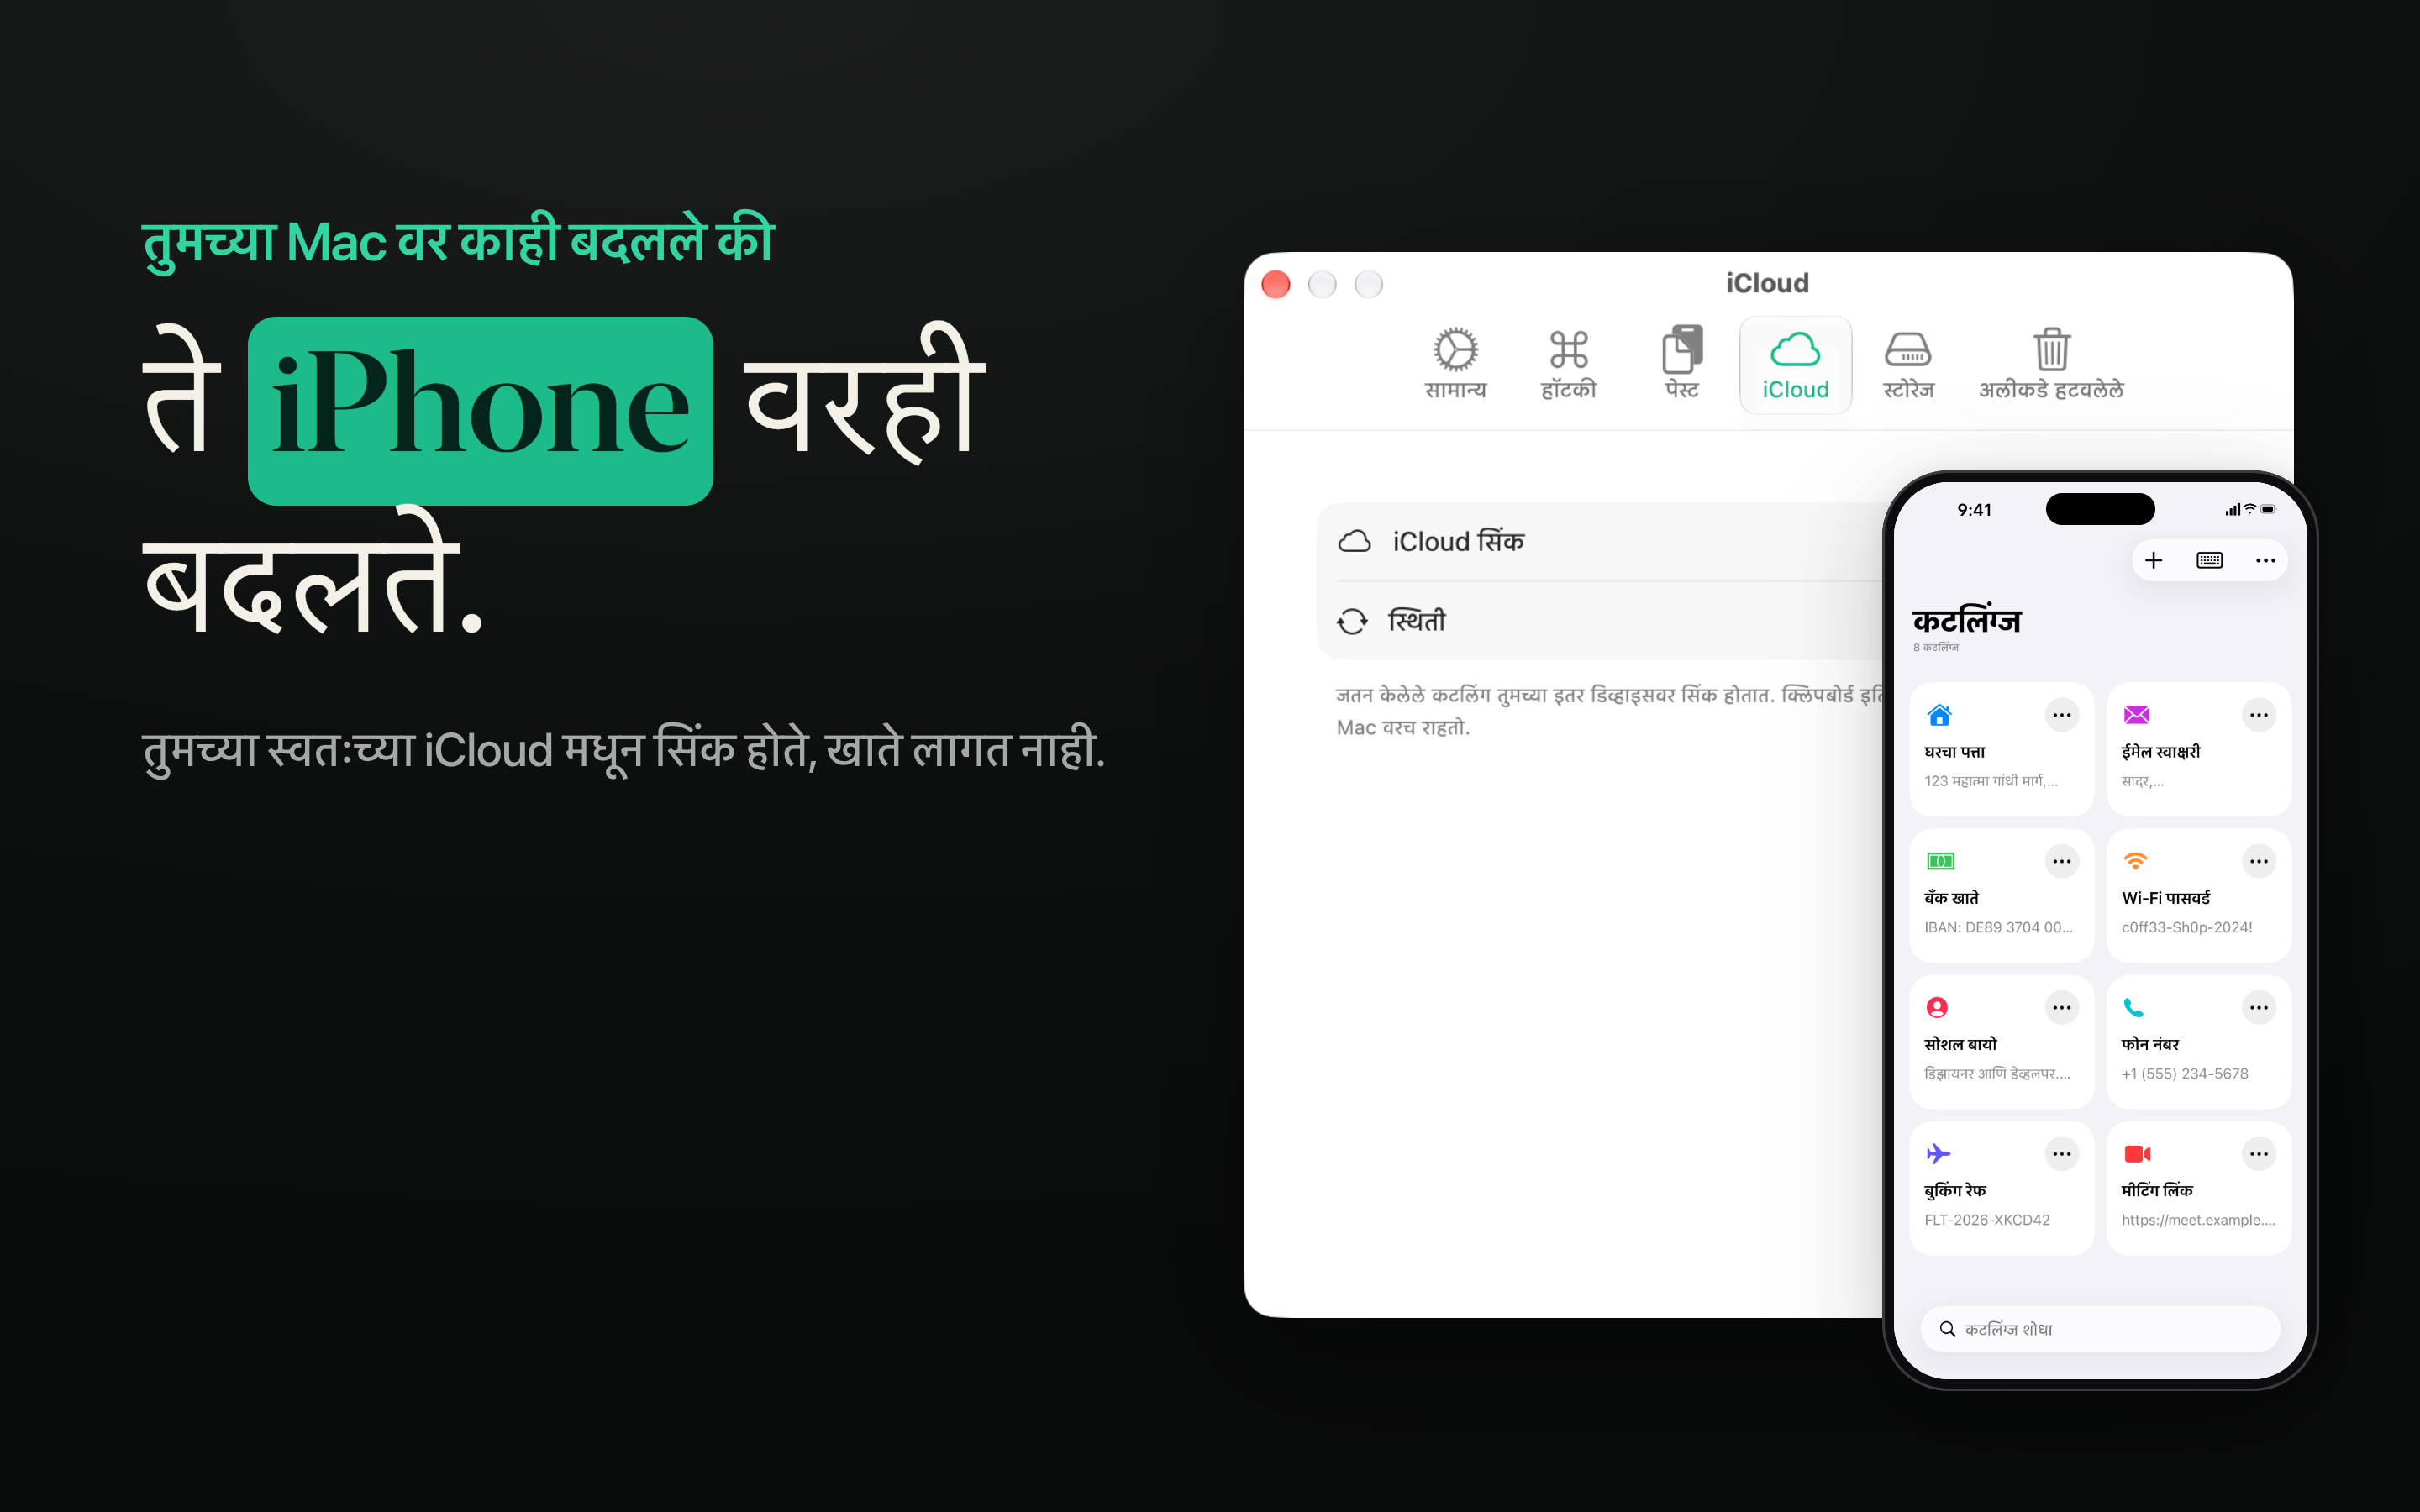 तुमच्या Mac वर काही बदलले की
ते iPhone वरही
बदलते.
तुमच्या स्वतःच्या iCloud मधून सिंक होते, खाते लागत नाही.
iCloud
सामान्य
हॉटकी
पेस्ट
iCloud
स्टोरेज
अलीकडे हटवलेले
iCloud सिंक
स्थिती
जतन केलेले कटलिंग तुमच्या इतर डिव्हाइसवर सिंक होतात. क्लिपबोर्ड
Mac वरच राहतो.
9:41
कटलिंग्ज
8 कटलिंग्ज
घरचा पत्ता
123 महात्मा गांधी मार्ग,...
ईमेल स्वाक्षरी
सादर,...
बँक खाते
IBAN: DE89 3704 00...
Wi-Fi पासवर्ड
c0ff33-Sh0p-2024!
सोशल बायो
डिझायनर आणि डेव्हलपर....
फोन नंबर
+1 (555) 234-5678
बुकिंग रेफ
FLT-2026-XKCD42
मीटिंग लिंक
https://meet.example....
कटलिंग्ज शोधा